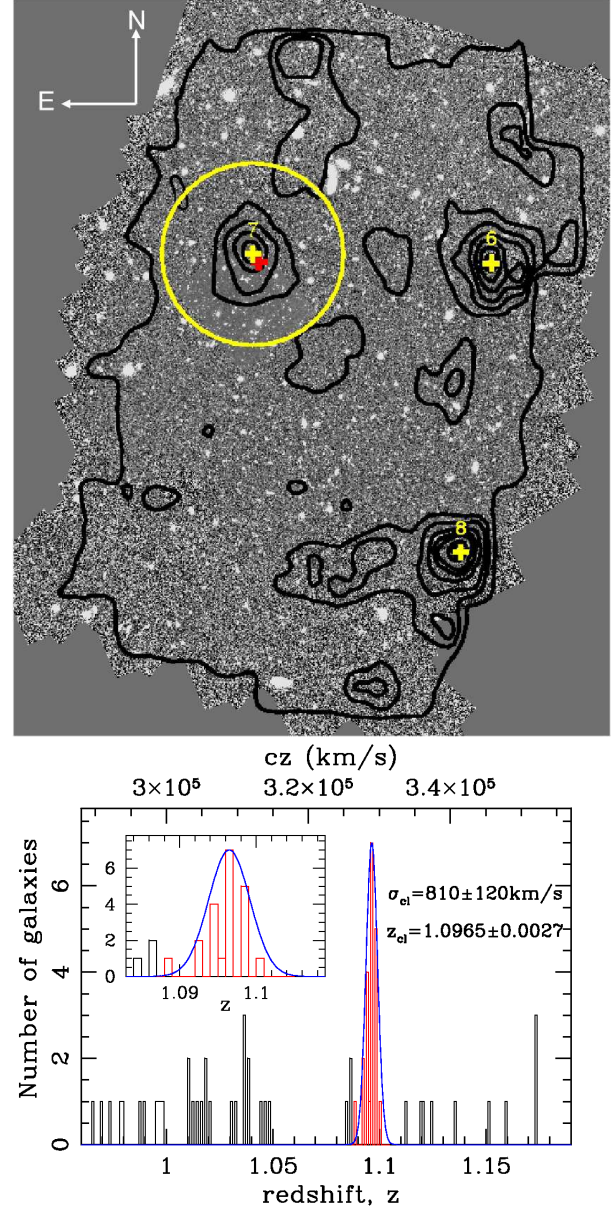 N
E
7
6
8
cz (km/s)
3×10⁵ 3.2×10⁵ 3.4×10⁵
Number of galaxies
6
4
2
0
σcl=810±120km/s
zcl=1.0965±0.0027
6
4
2
0
1.09 1.1
z
1 1.05 1.1 1.15
redshift, z